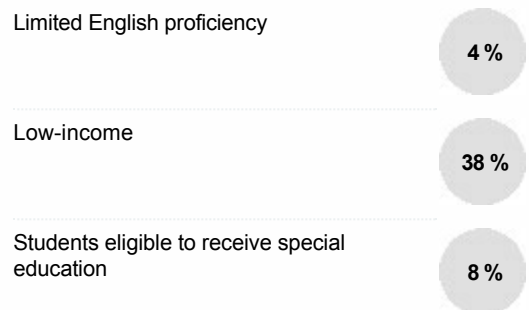 Limited English proficiency
4 %
Low-income
38 %
Students eligible to receive special
education
8 %